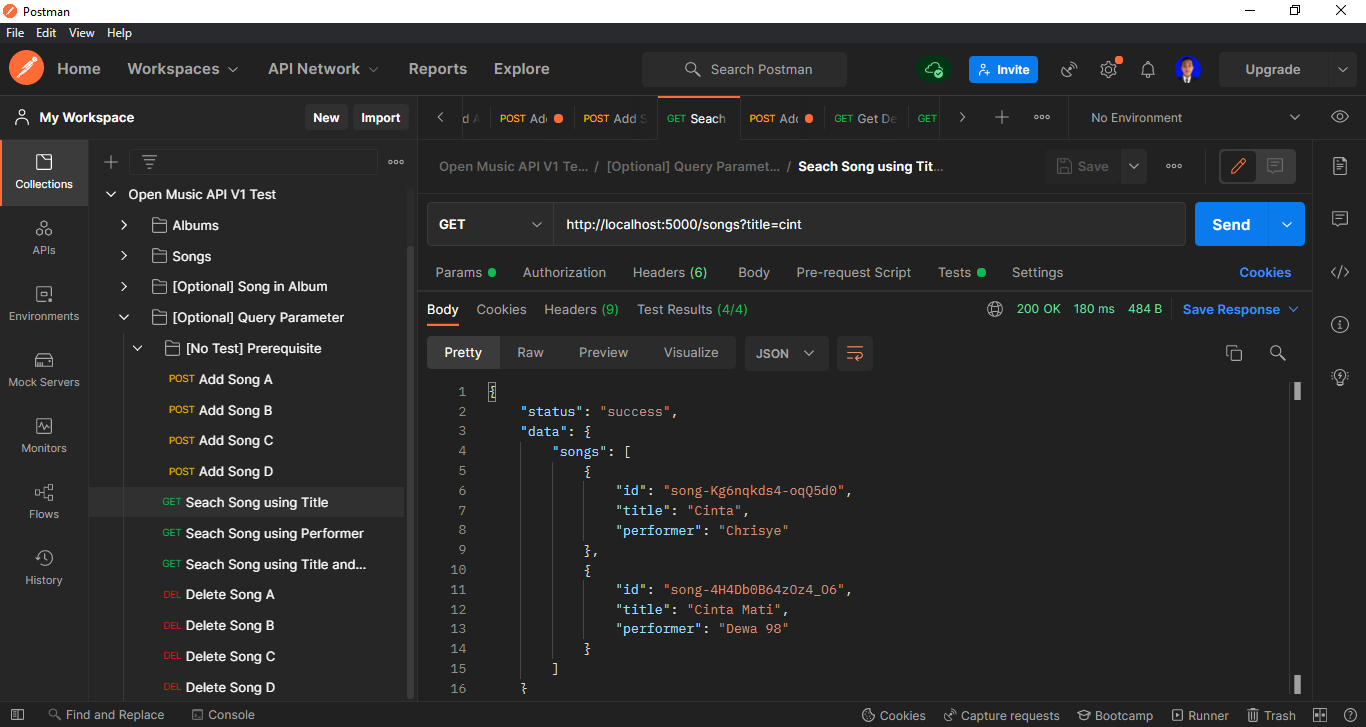 Postman
File Edit View Help
Home Workspaces API Network Reports Explore Search Postman Invite Upgrade
My Workspace New Import
POST Ad POST Add S GET Seach POST Add GET Get De GET No Environment
Collections
APIs
Environments
Mock Servers
Monitors
Flows
History
Open Music API V1 Test
Albums
Songs
[Optional] Song in Album
[Optional] Query Parameter
[No Test] Prerequisite
POST Add Song A
POST Add Song B
POST Add Song C
POST Add Song D
GET Seach Song using Title
GET Seach Song using Performer
GET Seach Song using Title and...
DEL Delete Song A
DEL Delete Song B
DEL Delete Song C
DEL Delete Song D
Open Music API V1 Te... / [Optional] Query Paramet... / Seach Song using Tit... Save
GET http://localhost:5000/songs?title=cint Send
Params Authorization Headers (6) Body Pre-request Script Tests Settings Cookies
Body Cookies Headers (9) Test Results (4/4) 200 OK 180 ms 484 B Save Response
Pretty Raw Preview Visualize JSON
1 {
2 "status": "success",
3 "data": {
4 "songs": [
5 {
6 "id": "song-Kg6nqkds4-oqQ5d0",
7 "title": "Cinta",
8 "performer": "Chrisye"
9 },
10 {
11 "id": "song-4H4Db0B64zOz4_O6",
12 "title": "Cinta Mati",
13 "performer": "Dewa 98"
14 }
15 ]
16 }
Find and Replace Console Cookies Capture requests Bootcamp Runner Trash